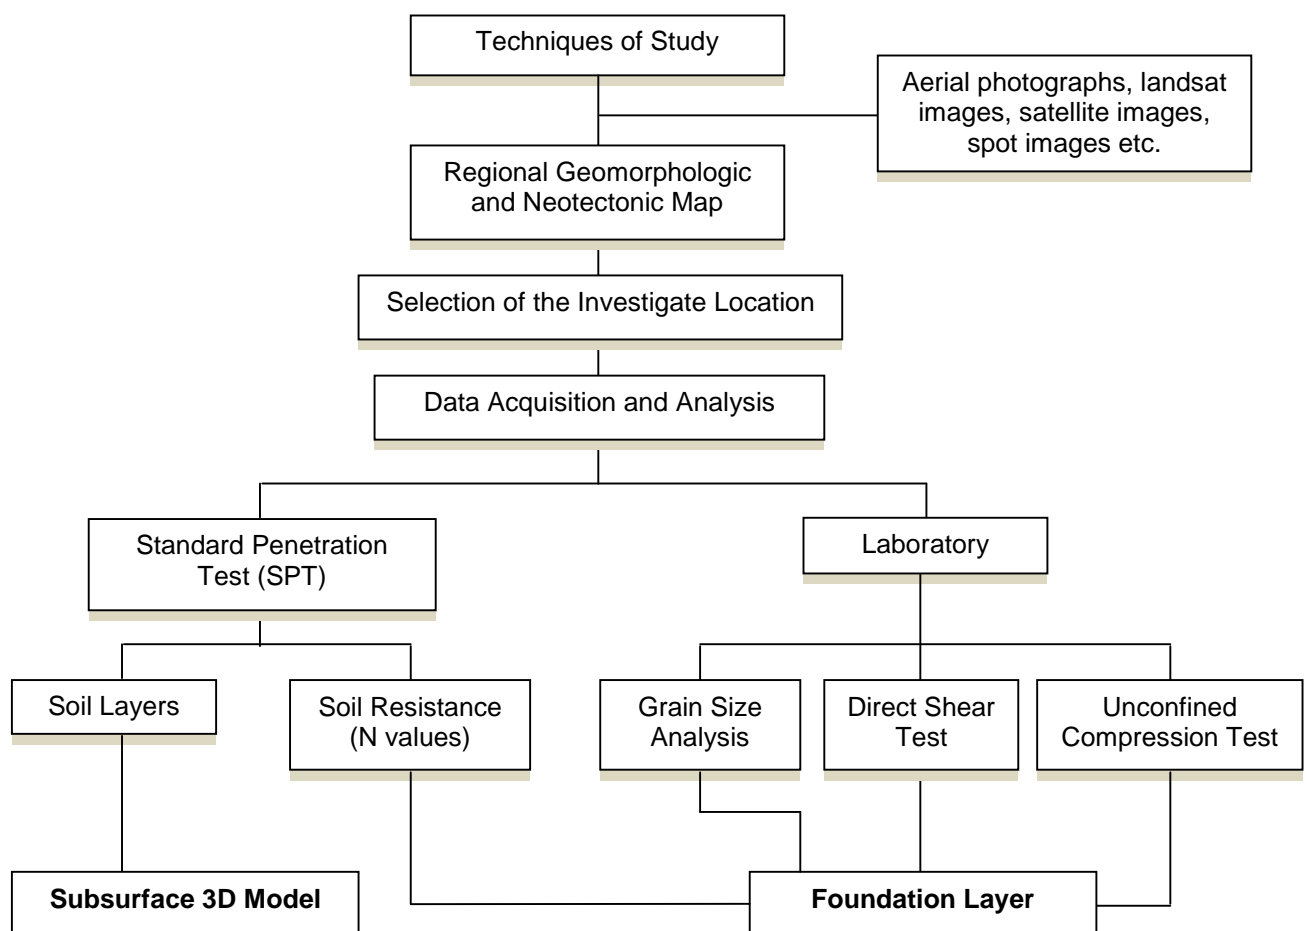 Techniques of Study
Aerial photographs, landsat
images, satellite images,
spot images etc.
Regional Geomorphologic
and Neotectonic Map
Selection of the Investigate Location
Data Acquisition and Analysis
Standard Penetration
Test (SPT)
Laboratory
Soil Layers
Soil Resistance
(N values)
Grain Size
Analysis
Direct Shear
Test
Unconfined
Compression Test
Subsurface 3D Model
Foundation Layer